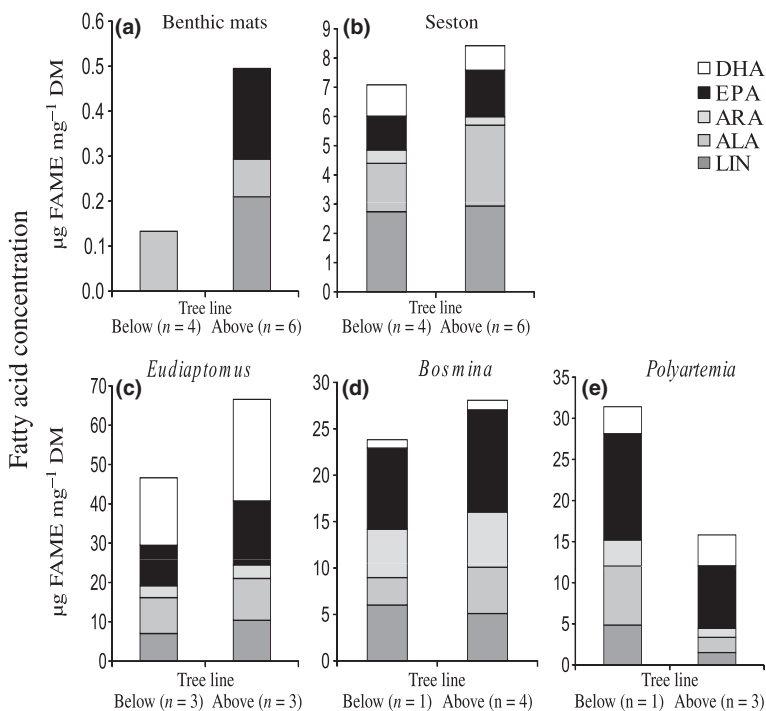 (a) Benthic mats
0.6
0.5
0.4
0.3
0.2
0.1
0.0
µg FAME mg⁻¹ DM
Tree line
Below (n = 4) Above (n = 6)
(b) Seston
9
8
7
6
5
4
3
2
1
0
Tree line
Below (n = 4) Above (n = 6)
DHA
EPA
ARA
ALA
LIN
Fatty acid concentration
(c) Eudiaptomus
70
60
50
40
30
20
10
0
µg FAME mg⁻¹ DM
Tree line
Below (n = 3) Above (n = 3)
(d) Bosmina
30
25
20
15
10
5
0
Tree line
Below (n = 1) Above (n = 4)
(e) Polyartemia
35
30
25
20
15
10
5
0
Tree line
Below (n = 1) Above (n = 3)